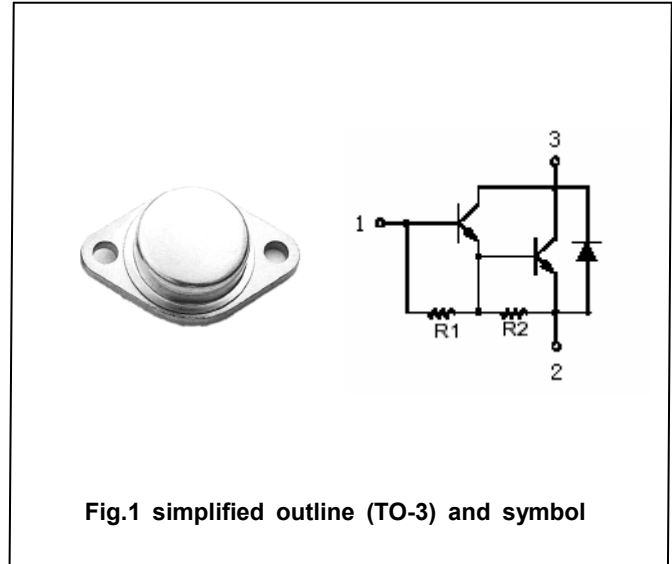 3
1
R1
R2
2
Fig.1 simplified outline (TO-3) and symbol